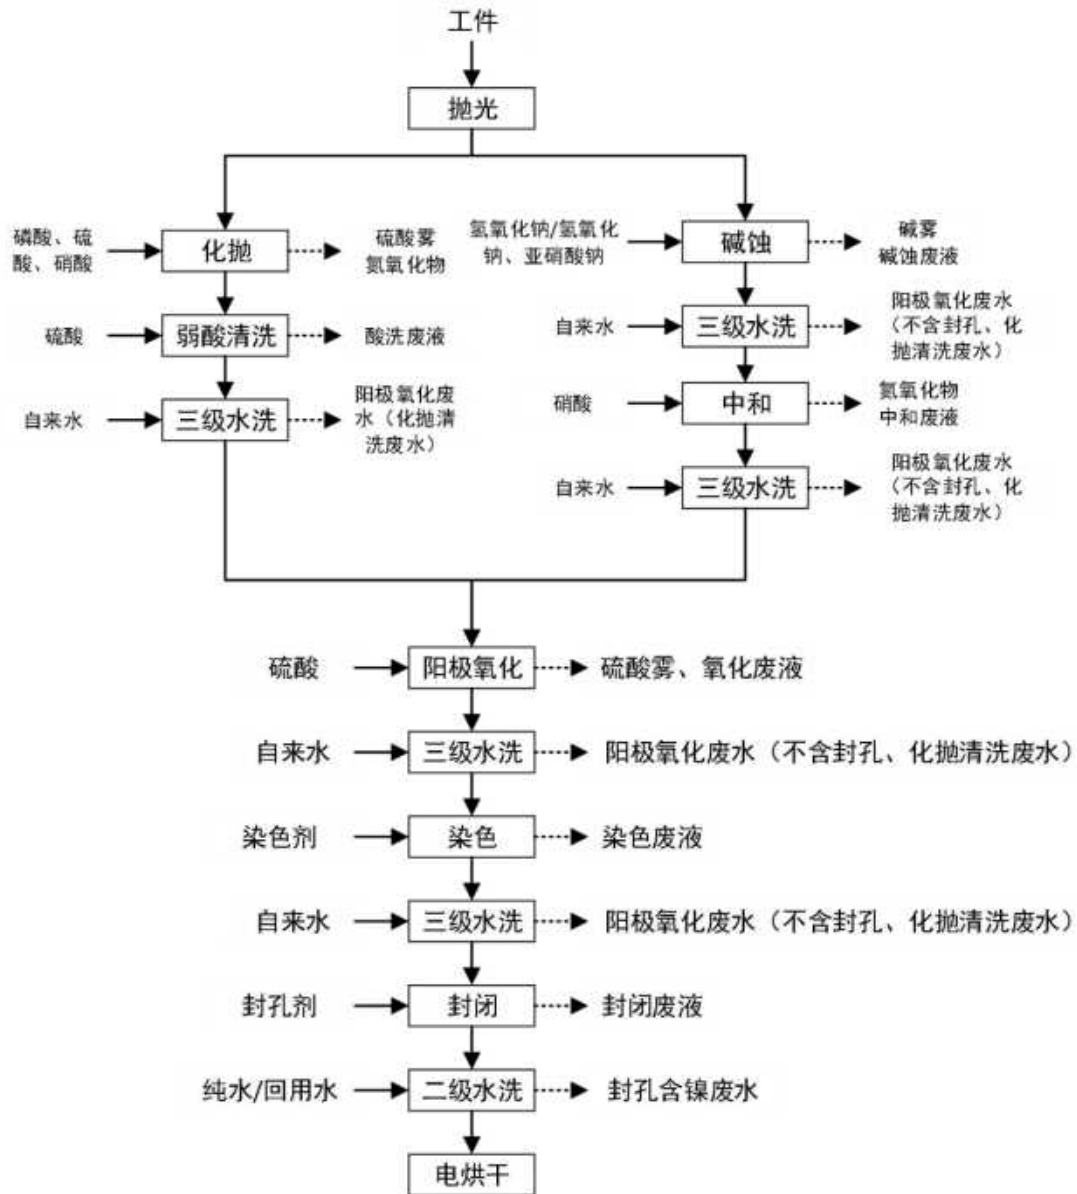 工件
抛光
磷酸、硫
酸、硝酸
化抛
硫酸雾
氮氧化物
硫酸
弱酸清洗
酸洗废液
自来水
三级水洗
阳极氧化废
水（化抛清
洗废水）
氢氧化钠/氢氧化
钠、亚硝酸钠
碱蚀
碱雾
碱蚀废液
自来水
三级水洗
阳极氧化废水
（不含封孔、化
抛清洗废水）
硝酸
中和
氮氧化物
中和废液
自来水
三级水洗
阳极氧化废水
（不含封孔、化
抛清洗废水）
硫酸
阳极氧化
硫酸雾、氧化废液
自来水
三级水洗
阳极氧化废水（不含封孔、化抛清洗废水）
染色剂
染色
染色废液
自来水
三级水洗
阳极氧化废水（不含封孔、化抛清洗废水）
封孔剂
封闭
封闭废液
纯水/回用水
二级水洗
封孔含镍废水
电烘干